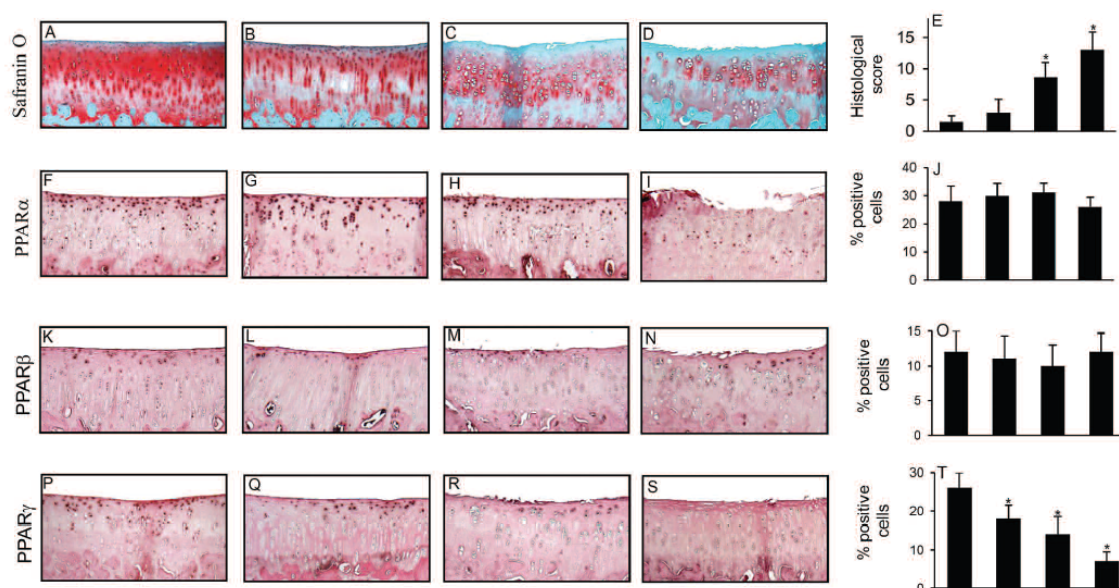 Safranin O
A
B
C
D
E
Histological
score
15
10
5
0
*
*
PPARα
F
G
H
I
J
% positive
cells
40
30
20
10
0
PPARβ
K
L
M
N
O
% positive
cells
15
10
5
0
PPARγ
P
Q
R
S
T
% positive
cells
30
20
10
0
*
*
*